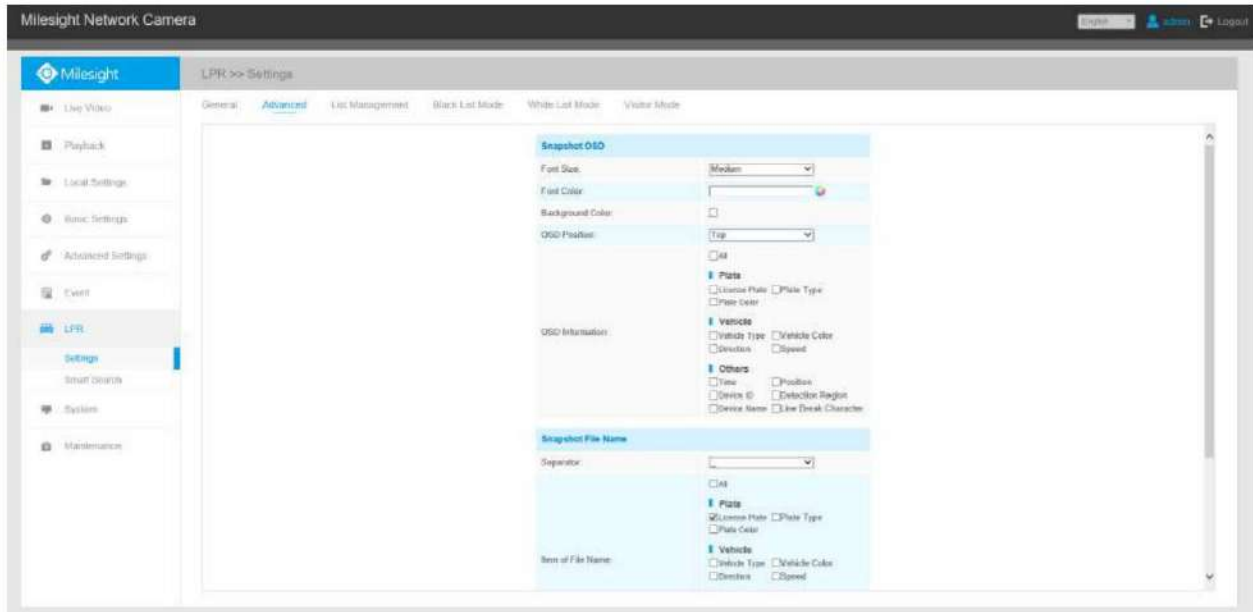 Milesight Network Camera
English admin Logout
Milesight
LPR >> Settings
Live Video
Playback
Local Settings
Basic Settings
Advanced Settings
Event
LPR
Settings
Smart Search
System
Maintenance
General Advanced List Management Black List Mode White List Mode Visitor Mode
Snapshot OSD
Font Size: Medium
Font Color:
Background Color:
OSD Position: Top
OSD Information:
All
Plate
License Plate Plate Type
Plate Color
Vehicle
Vehicle Type Vehicle Color
Direction Speed
Others
Time Position
Device ID Detection Region
Device Name Line Break Character
Snapshot File Name
Separator: _
Item of File Name:
All
Plate
License Plate Plate Type
Plate Color
Vehicle
Vehicle Type Vehicle Color
Direction Speed